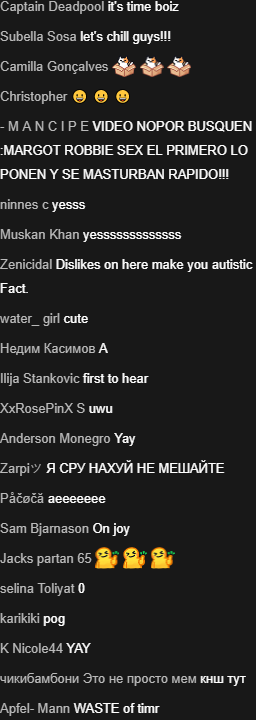 Captain Deadpool it's time boiz
Subella Sosa let's chill guys!!!
Camilla Gonçalves
Christopher 😀 😀 😀
- M A N C I P E VIDEO NOPOR BUSQUEN
:MARGOT ROBBIE SEX EL PRIMERO LO
PONEN Y SE MASTURBAN RAPIDO!!!
ninnes c yesss
Muskan Khan yessssssssssssss
Zenicidal Dislikes on here make you autistic
Fact.
water_ girl cute
Недим Касимов А
Ilija Stankovic first to hear
XxRosePinX S uwu
Anderson Monegro Yay
Zarpiツ Я СРУ НАХУЙ НЕ МЕШАЙТЕ
Påčøčă aeeeeeee
Sam Bjarnason On joy
Jacks partan 65
selina Toliyat 0
karikiki pog
K Nicole44 YAY
чикибамбони Это не просто мем кнш тут
Apfel- Mann WASTE of timr